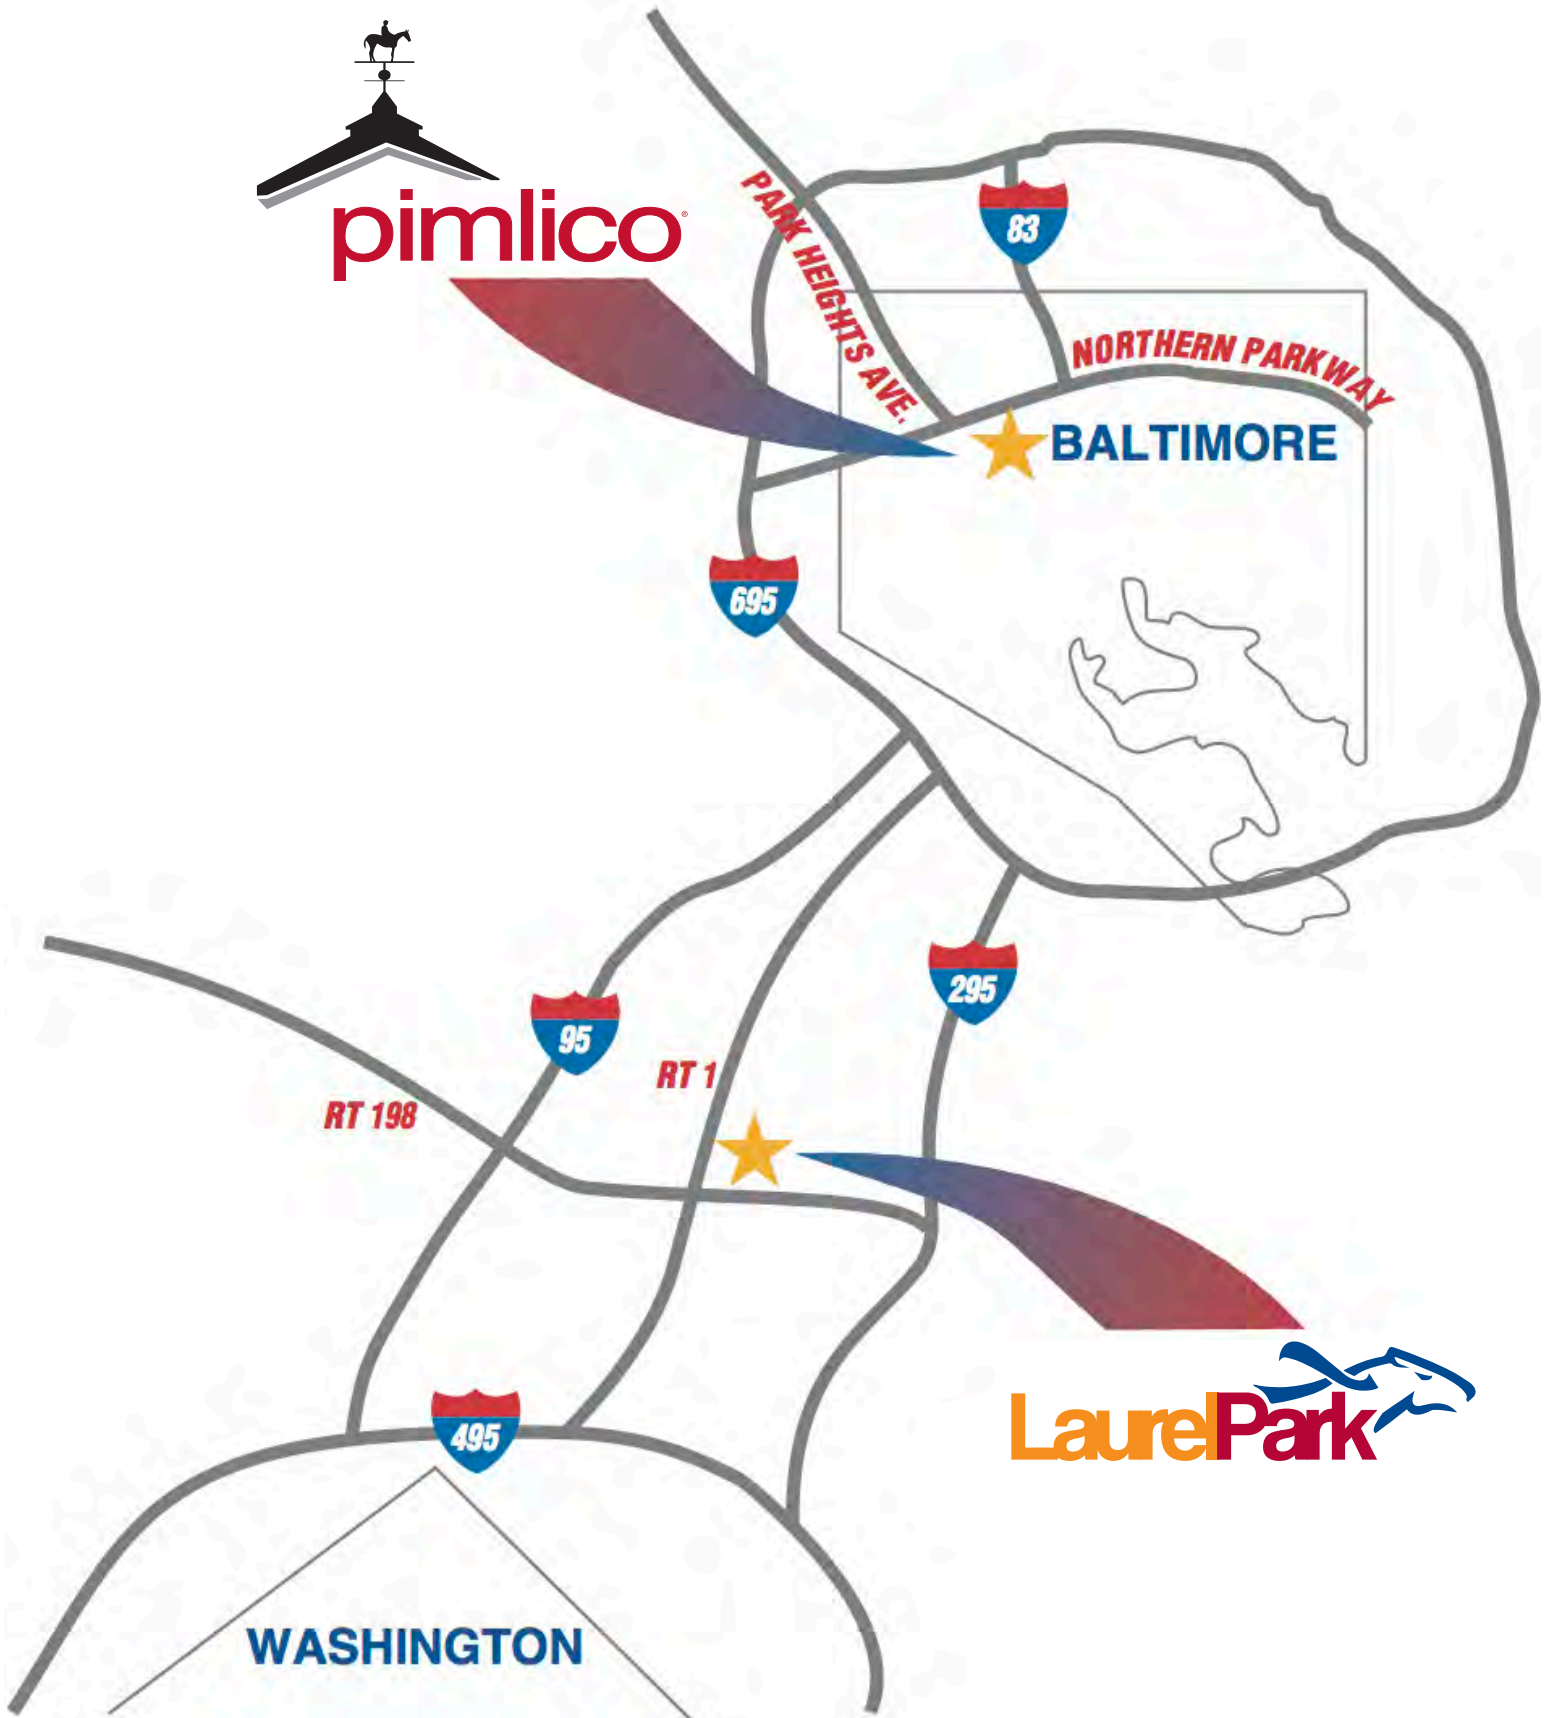 pimlico®
PARK HEIGHTS AVE.
83
NORTHERN PARKWAY
BALTIMORE
695
295
95
RT 1
RT 198
LaurelPark
495
WASHINGTON